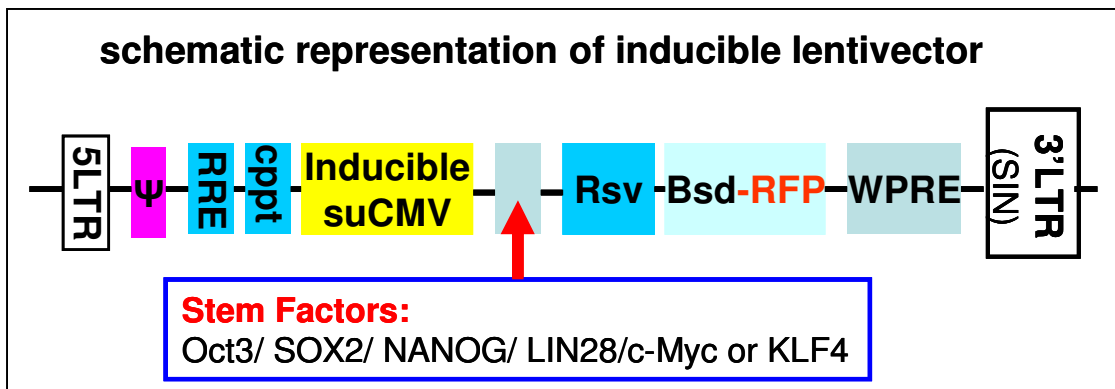 schematic representation of inducible lentivector
5LTR
Ψ
RRE
cppt
Inducible
suCMV
Rsv
Bsd-RFP
WPRE
3'LTR
(SIN)
Stem Factors:
Oct3/ SOX2/ NANOG/ LIN28/c-Myc or KLF4